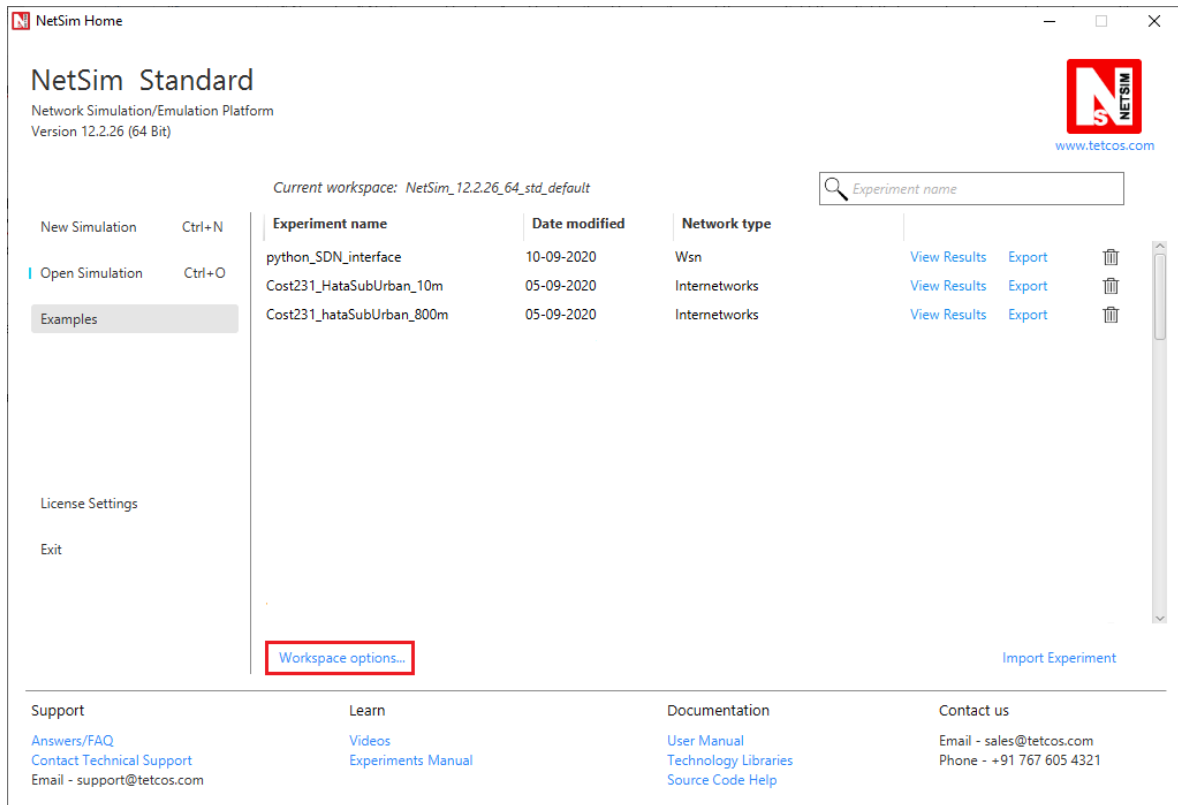 NetSim Home
NetSim Standard
Network Simulation/Emulation Platform
Version 12.2.26 (64 Bit)
N
S
NETSIM
www.tetcos.com
Current workspace: NetSim_12.2.26_64_std_default
Experiment name
New Simulation Ctrl+N
Open Simulation Ctrl+O
Examples
License Settings
Exit
Experiment name Date modified Network type
python_SDN_interface 10-09-2020 Wsn View Results Export
Cost231_HataSubUrban_10m 05-09-2020 Internetworks View Results Export
Cost231_hataSubUrban_800m 05-09-2020 Internetworks View Results Export
Workspace options... Import Experiment
Support
Answers/FAQ
Contact Technical Support
Email - support@tetcos.com
Learn
Videos
Experiments Manual
Documentation
User Manual
Technology Libraries
Source Code Help
Contact us
Email - sales@tetcos.com
Phone - +91 767 605 4321